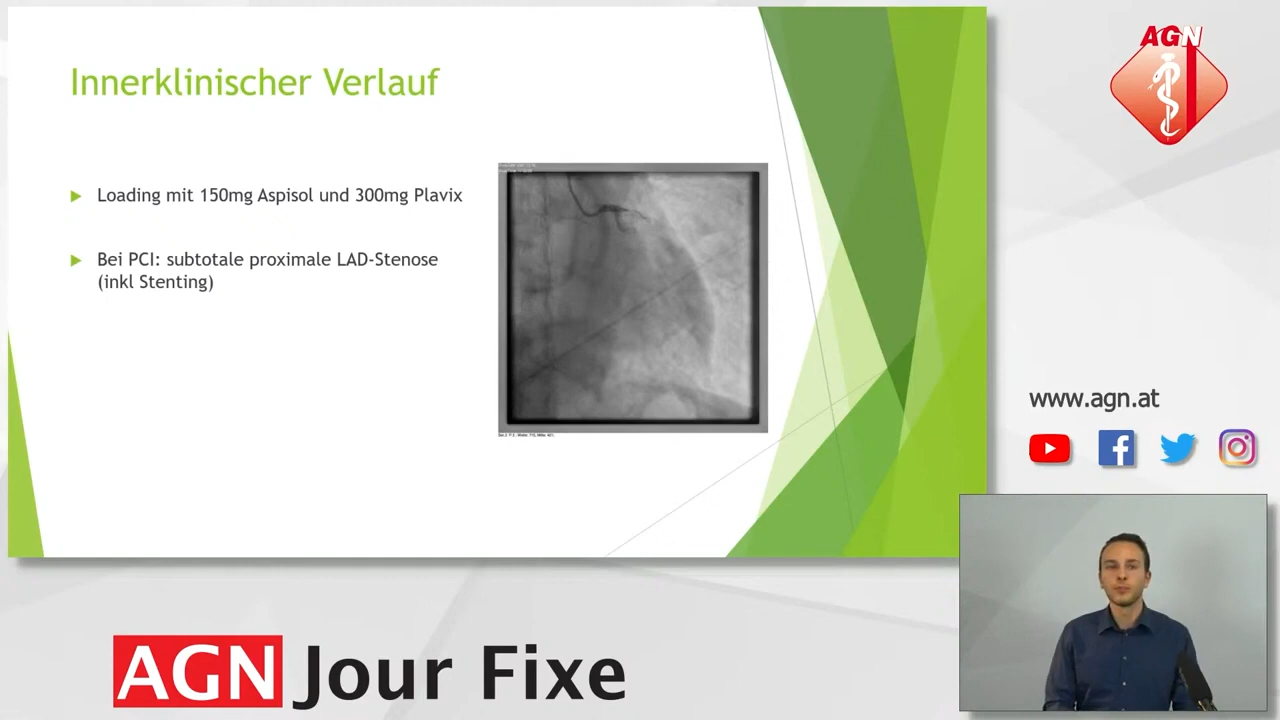 Innerklinischer Verlauf
Loading mit 150mg Aspisol und 300mg Plavix
Bei PCI: subtotale proximale LAD-Stenose
(inkl Stenting)
AGN
www.agn.at
AGN Jour Fixe